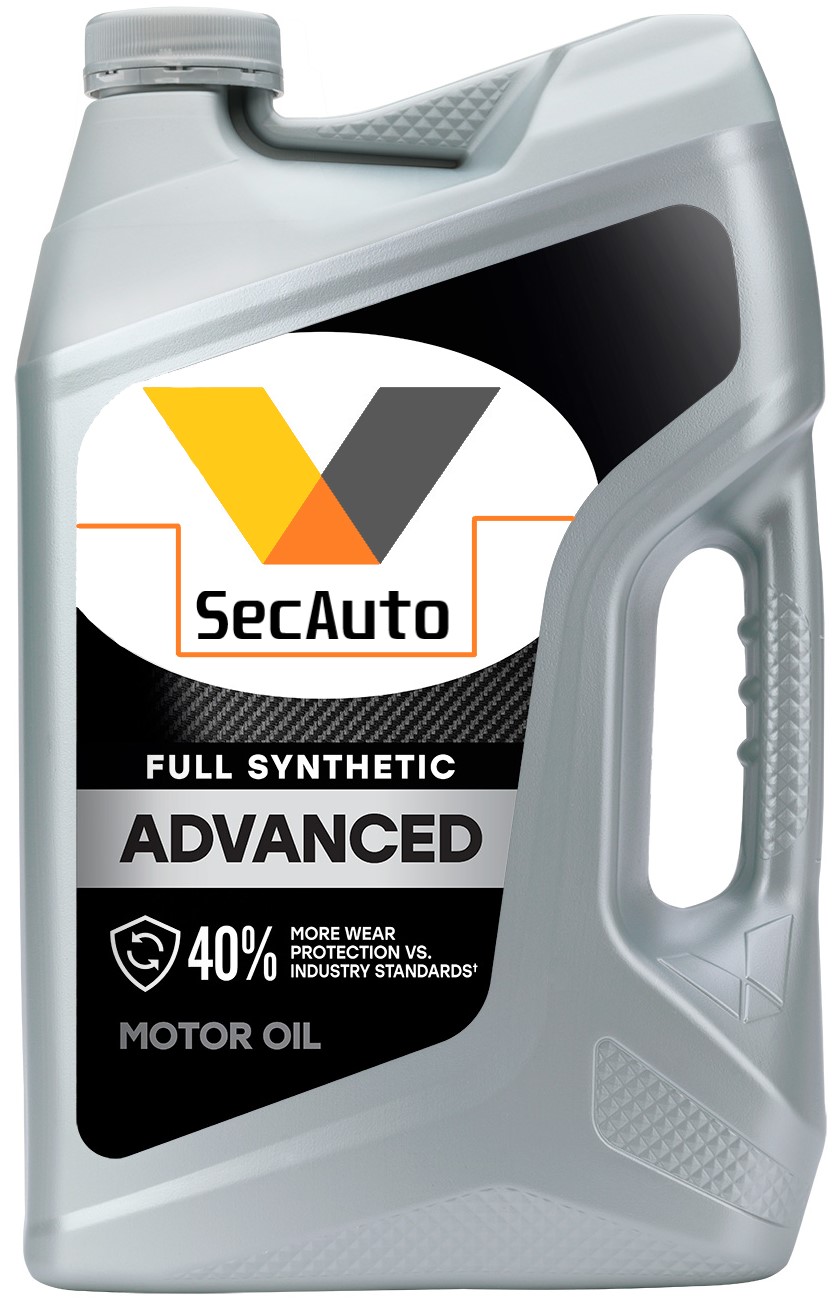 SecAuto
FULL SYNTHETIC
ADVANCED
40%
MORE WEAR
PROTECTION VS.
INDUSTRY STANDARDS†
MOTOR OIL